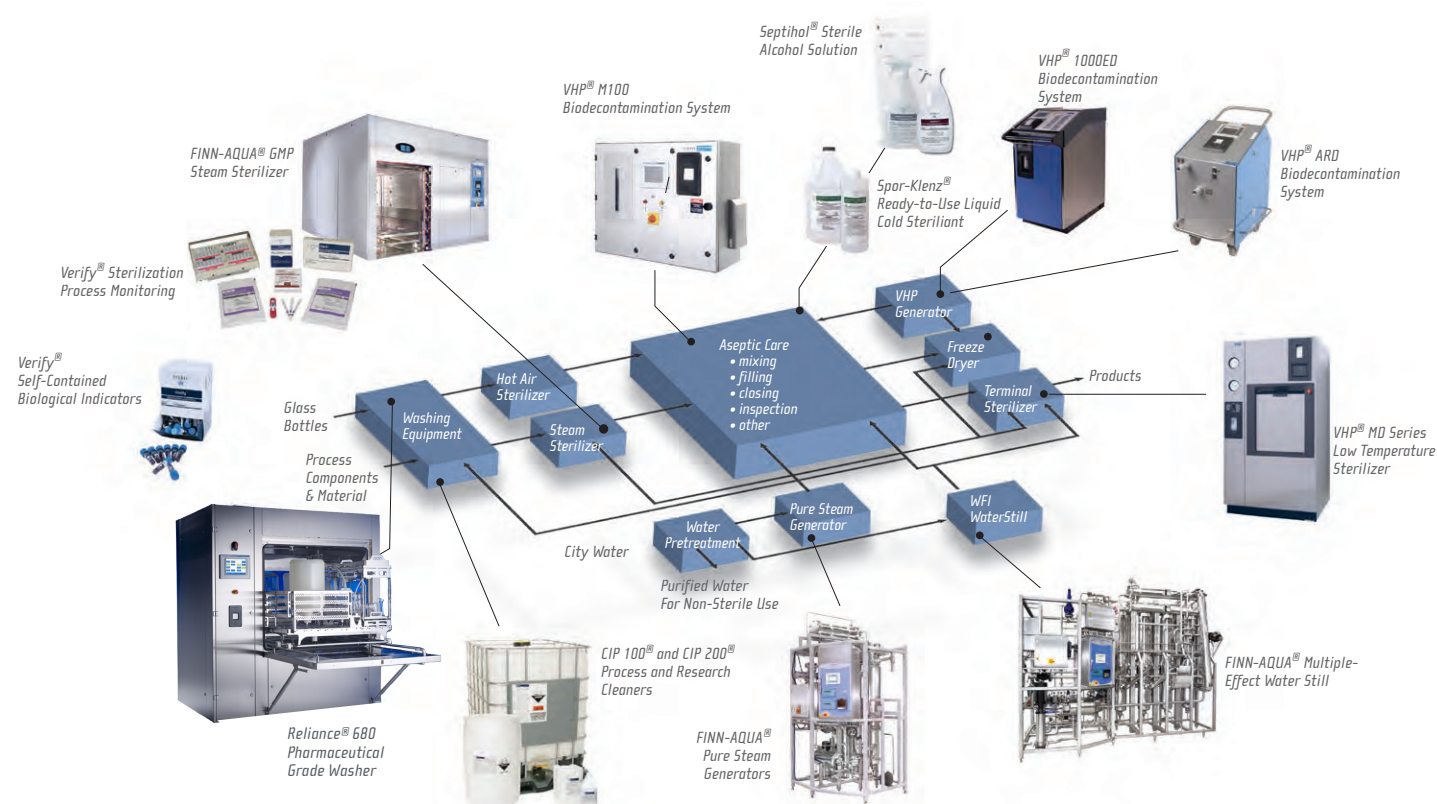 Septihol® Sterile
Alcohol Solution
VHP® 1000ED
Biodecontamination
System
VHP® M100
Biodecontamination System
FINN-AQUA® GMP
Steam Sterilizer
VHP® ARD
Biodecontamination
System
Spor-Klenz®
Ready-to-Use Liquid
Cold Steriliant
Verify® Sterilization
Process Monitoring
VHP
Generator
Aseptic Care
• mixing
• filling
• closing
• inspection
• other
Freeze
Dryer
Verify®
Self-Contained
Biological Indicators
Hot Air
Sterilizer
Terminal
Sterilizer
Products
Glass
Bottles
Washing
Equipment
Steam
Sterilizer
VHP® MD Series
Low Temperature
Sterilizer
Process
Components
& Material
Pure Steam
Generator
WFI
WaterStill
Water
Pretreatment
City Water
Purified Water
For Non-Sterile Use
CIP 100® and CIP 200®
Process and Research
Cleaners
FINN-AQUA® Multiple-
Effect Water Still
Reliance® 680
Pharmaceutical
Grade Washer
FINN-AQUA®
Pure Steam
Generators